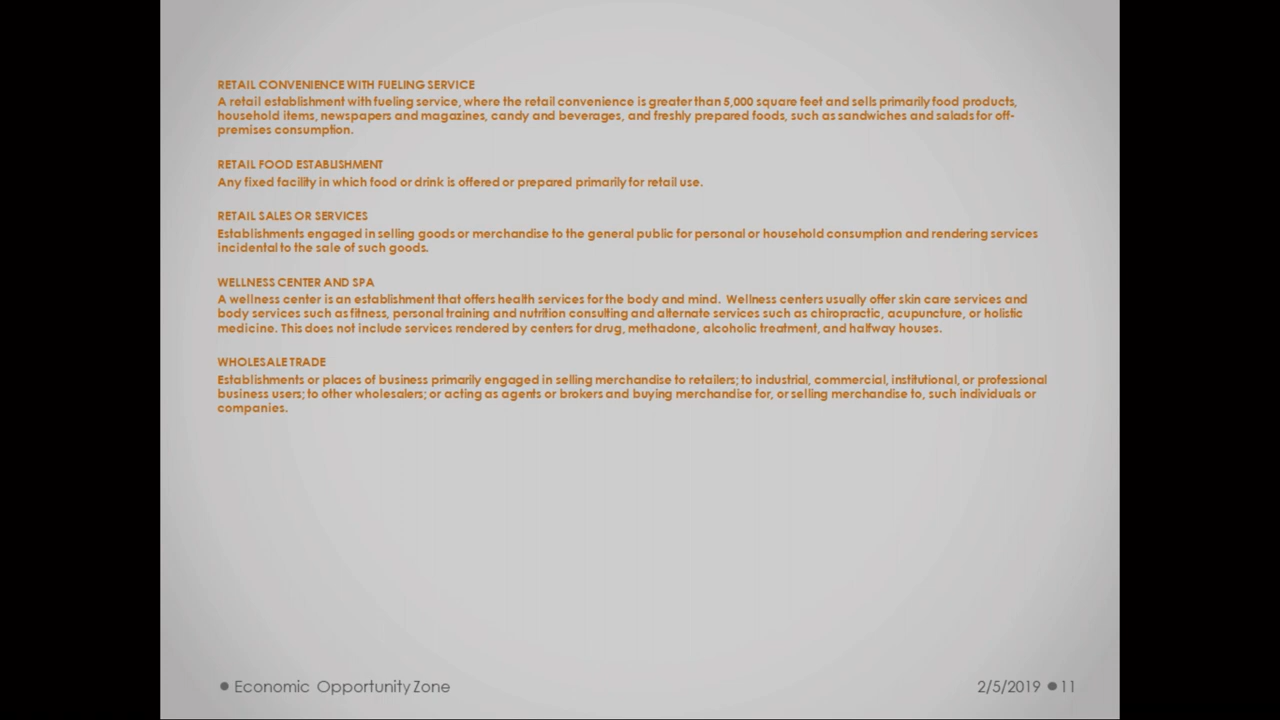 RETAIL CONVENIENCE WITH FUELING SERVICE
A retail establishment with fueling service, where the retail convenience is greater than 5,000 square feet and sells primarily food products,
household items, newspapers and magazines, candy and beverages, and freshly prepared foods, such as sandwiches and salads for off-
premises consumption.
RETAIL FOOD ESTABLISHMENT
Any fixed facility in which food or drink is offered or prepared primarily for retail use.
RETAIL SALES OR SERVICES
Establishments engaged in selling goods or merchandise to the general public for personal or household consumption and rendering services
incidental to the sale of such goods.
WELLNESS CENTER AND SPA
A wellness center is an establishment that offers health services for the body and mind. Wellness centers usually offer skin care services and
body services such as fitness, personal training and nutrition consulting and alternate services such as chiropractic, acupuncture, or holistic
medicine. This does not include services rendered by centers for drug, methadone, alcoholic treatment, and halfway houses.
WHOLESALE TRADE
Establishments or places of business primarily engaged in selling merchandise to retailers; to industrial, commercial, institutional, or professional
business users; to other wholesalers; or acting as agents or brokers and buying merchandise for, or selling merchandise to, such individuals or
companies.
● Economic Opportunity Zone
2/5/2019 ● 11